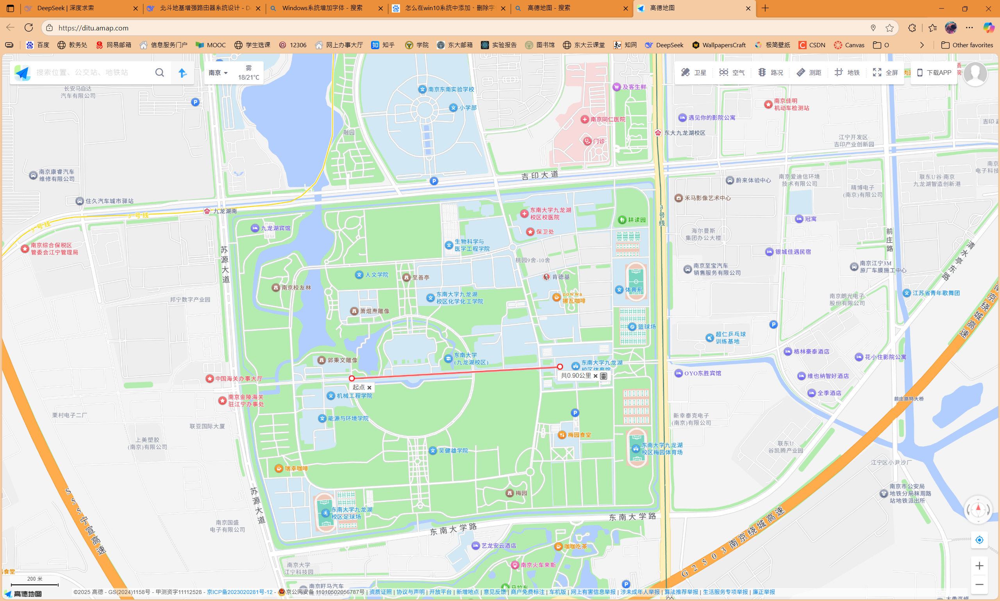 DeepSeek | 深度求索
北斗地基增强路由器系统设计 - D
Windows系统增加字体 - 搜索
怎么在win10系统中添加、删除字
高德地图 - 搜索
高德地图
https://ditu.amap.com
百度
教务处
网易邮箱
信息服务门户
MOOC
学生选课
12306
网上办事大厅
知乎
学院
东大邮箱
实验报告
图书馆
东大云课堂
知网
DeepSeek
WallpapersCraft
极简壁纸
CSDN
Canvas
O
Other favorites
搜索位置、公交站、地铁站
南京
雾
18/21℃
卫星
空气
路况
测距
地铁
全屏
下载APP
长安马自达
汽车有限公司
南京东南实验学校
小学部
及客生鲜
南京同仁医院
门诊
融园
遇见你的影院公寓
东大九龙湖校区
南京佳明
机动车检测站
江宁开发区·
吉印产业创新园
南京康睿汽车
维修有限公司
住久汽车城市驿站
5号线
5号线
九龙湖南
吉印大道
蔚来体验中心
南京爱迪信环境
技术有限公司
精博电子
(南京)有限公司
联东U谷·南京
九龙湖智造创新港
禾马影像艺术中心
3号线
九龙湖宾馆
东南大学九龙湖
校区校医院
保卫处
耕读园
冠寓
海尔曼斯
集团办公大楼
前庄路
清水亭东路
南京综合保税区
管委会江宁管理局
苏源大道
生物科学与
医学工程学院
桃园9舍-10舍
银城佳遇民宿
南京至宝汽车
销售服务有限公司
南京江宁3M
原厂车膜施工中心
人文学院
至善亭
肯德基
南京校友林
东南大学九龙湖
校区化学化工学院
nowwa
挪瓦咖啡
体育系
邦宁数字产业园
萧焜焘雕像
篮球场
南京朗光电子
股份有限公司
江苏省青年歌舞团
南京绕城高速
超仁乒乓球
训练基地
郭秉文雕像
东南大学
(九龙湖校区)
东南大学九龙湖
校区体育馆
格林豪泰酒店
花小住影院公寓
共0.90公里
起点
OYO东胜宾馆
维也纳智好酒店
中国海关办事大厅
机械工程学院
全季酒店
前庄路特大桥
南京金陵海关
驻江宁办事处
栗村电子二厂
能源与环境学院
联亚国际大厦
新幸泰克电子
(南京)有限公司
上美塑胶
(南京)有限公司
梅园食堂
吴健雄学院
东南大学九龙湖
校区梅园体育场
联东U
谷凯腾产业园
江宁区小尹沙厂
瑞幸咖啡
梅园
S55宁宣高速
苏源大道
东南大学九龙湖
校区足球场
东南大学路
东南大学路
南京市公安局
地铁分局秣周路
站地铁派出所
南京国盛
电子有限公司
艺龙安云酒店
咖咖吃茶
G2503南京绕城高速
南京大学
江宁科技园
南京火车来斯
南京旺马汽车
马拉车
200 米
高德地图
©2025 高德 - GS(2024)1158号 - 甲测资字11112528 - 京ICP备2023020281号-12 - 京公网安备 11010502056787号 | 资质证照 | 协议与声明 | 开放平台 | 新增地点 | 意见反馈 | 商户免费标注 | 车机版 | 网上有害信息举报 | 涉未成年人举报 | 算法推荐举报 | 生活服务专项举报 | 廉正举报